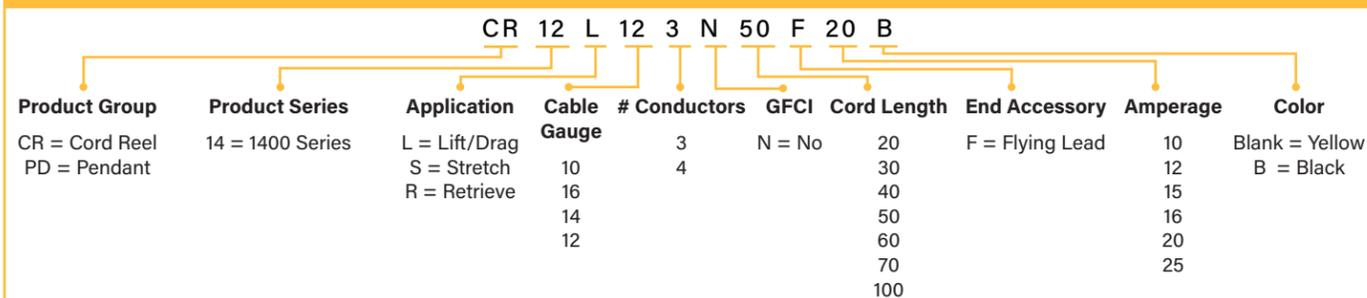 CR 12 L 12 3 N 50 F 20 B
Product Group
CR = Cord Reel
PD = Pendant
Product Series
14 = 1400 Series
Application
L = Lift/Drag
S = Stretch
R = Retrieve
Cable
Gauge
10
16
14
12
# Conductors
3
4
GFCI
N = No
Cord Length
20
30
40
50
60
70
100
End Accessory
F = Flying Lead
Amperage
10
12
15
16
20
25
Color
Blank = Yellow
B = Black